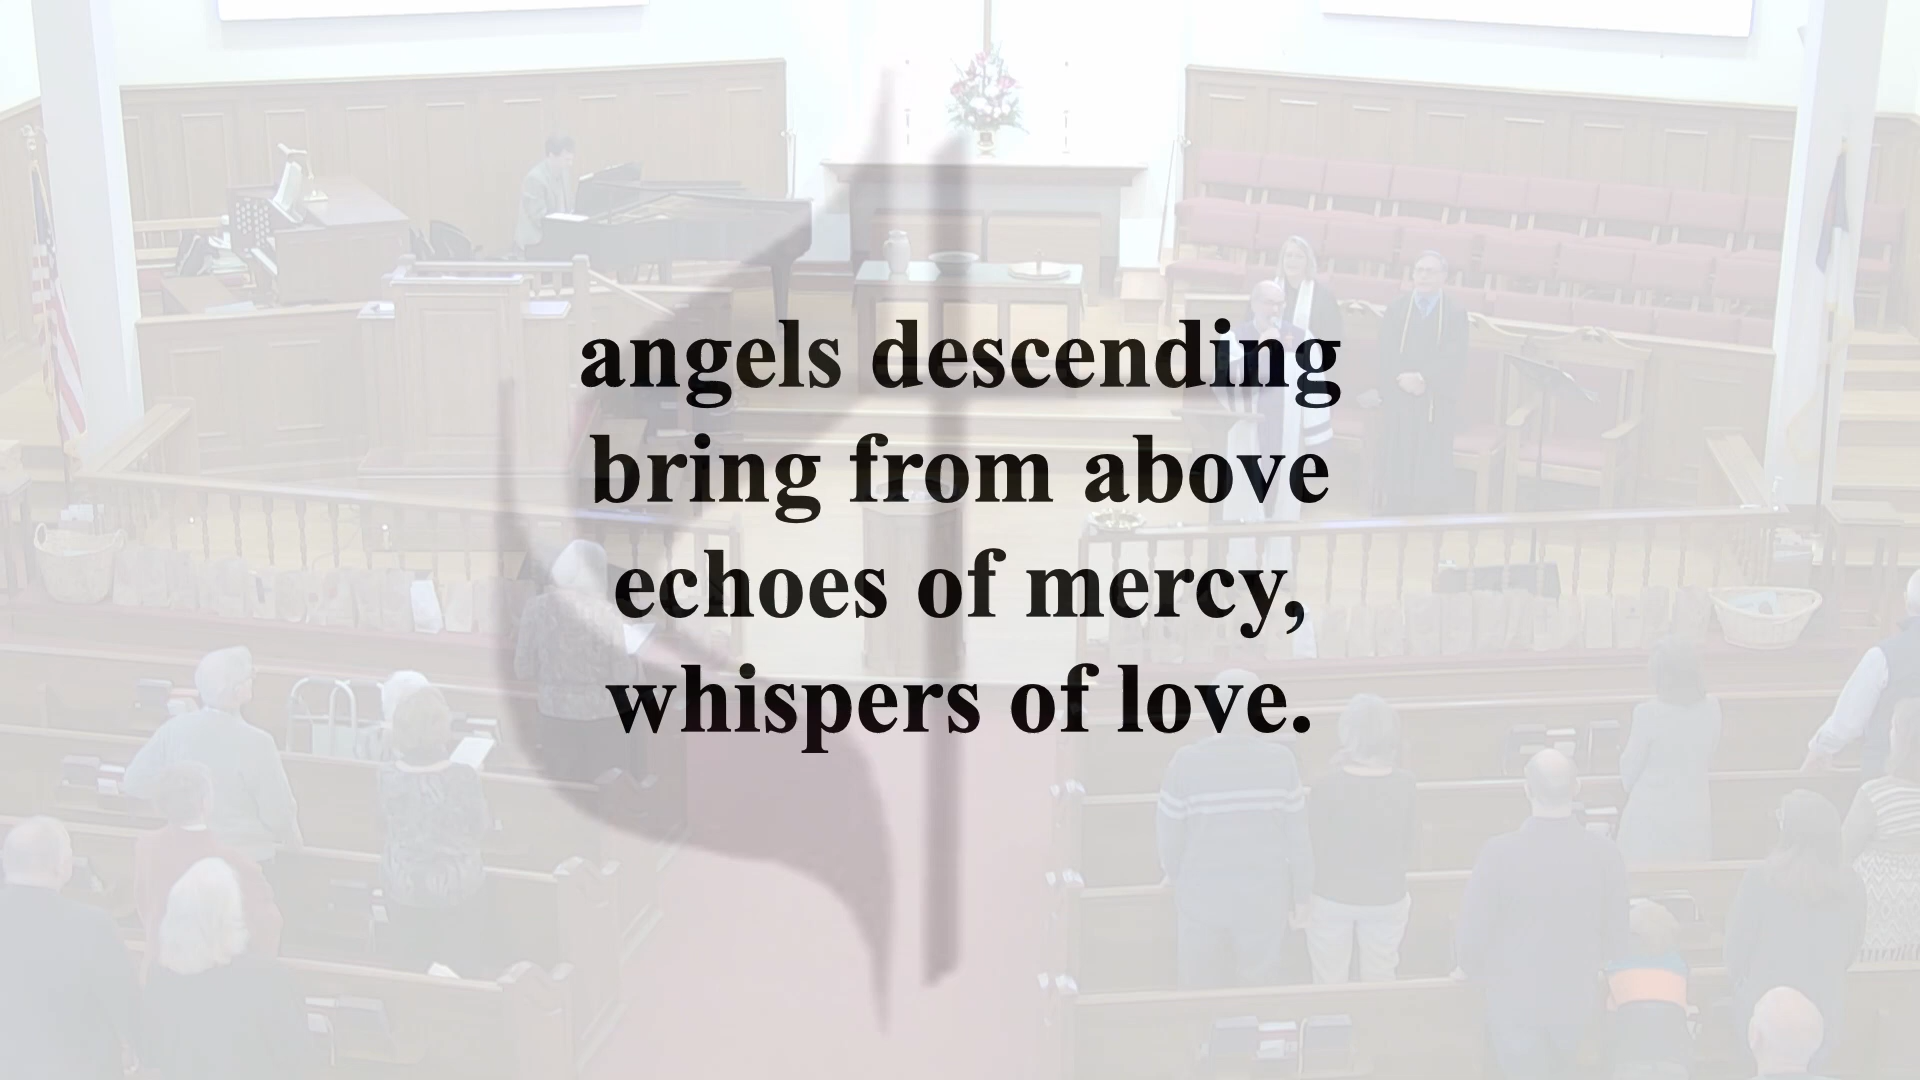 angels descending
bring from above
echoes of mercy,
whispers of love.